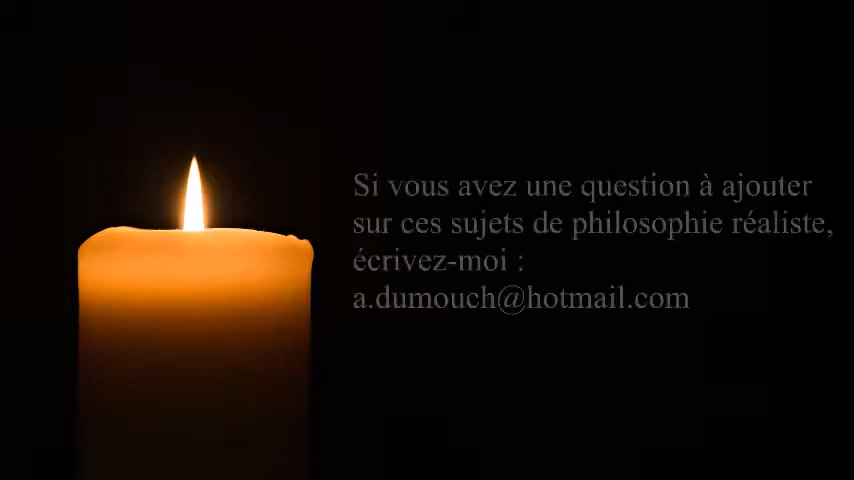 Si vous avez une question à ajouter
sur ces sujets de philosophie réaliste,
écrivez-moi :
a.dumouch@hotmail.com